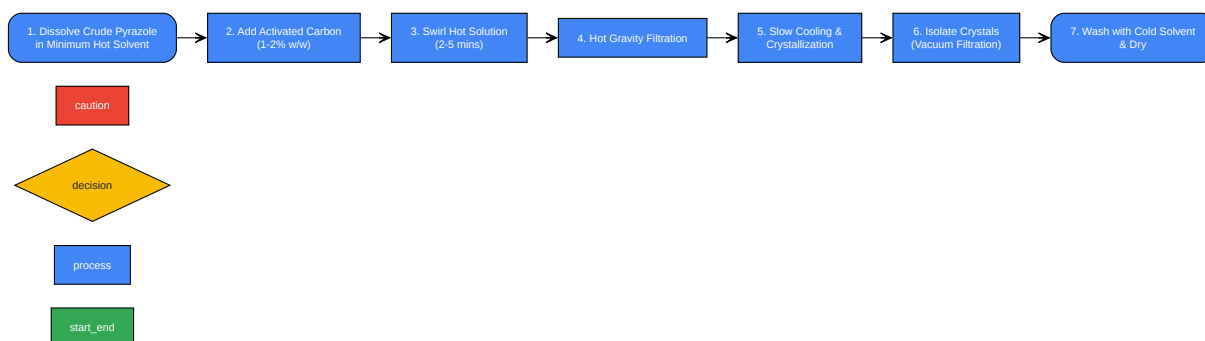 1. Dissolve Crude Pyrazole
in Minimum Hot Solvent
2. Add Activated Carbon
(1-2% w/w)
3. Swirl Hot Solution
(2-5 mins)
4. Hot Gravity Filtration
5. Slow Cooling &
Crystallization
6. Isolate Crystals
(Vacuum Filtration)
7. Wash with Cold Solvent
& Dry
caution
decision
process
start_end